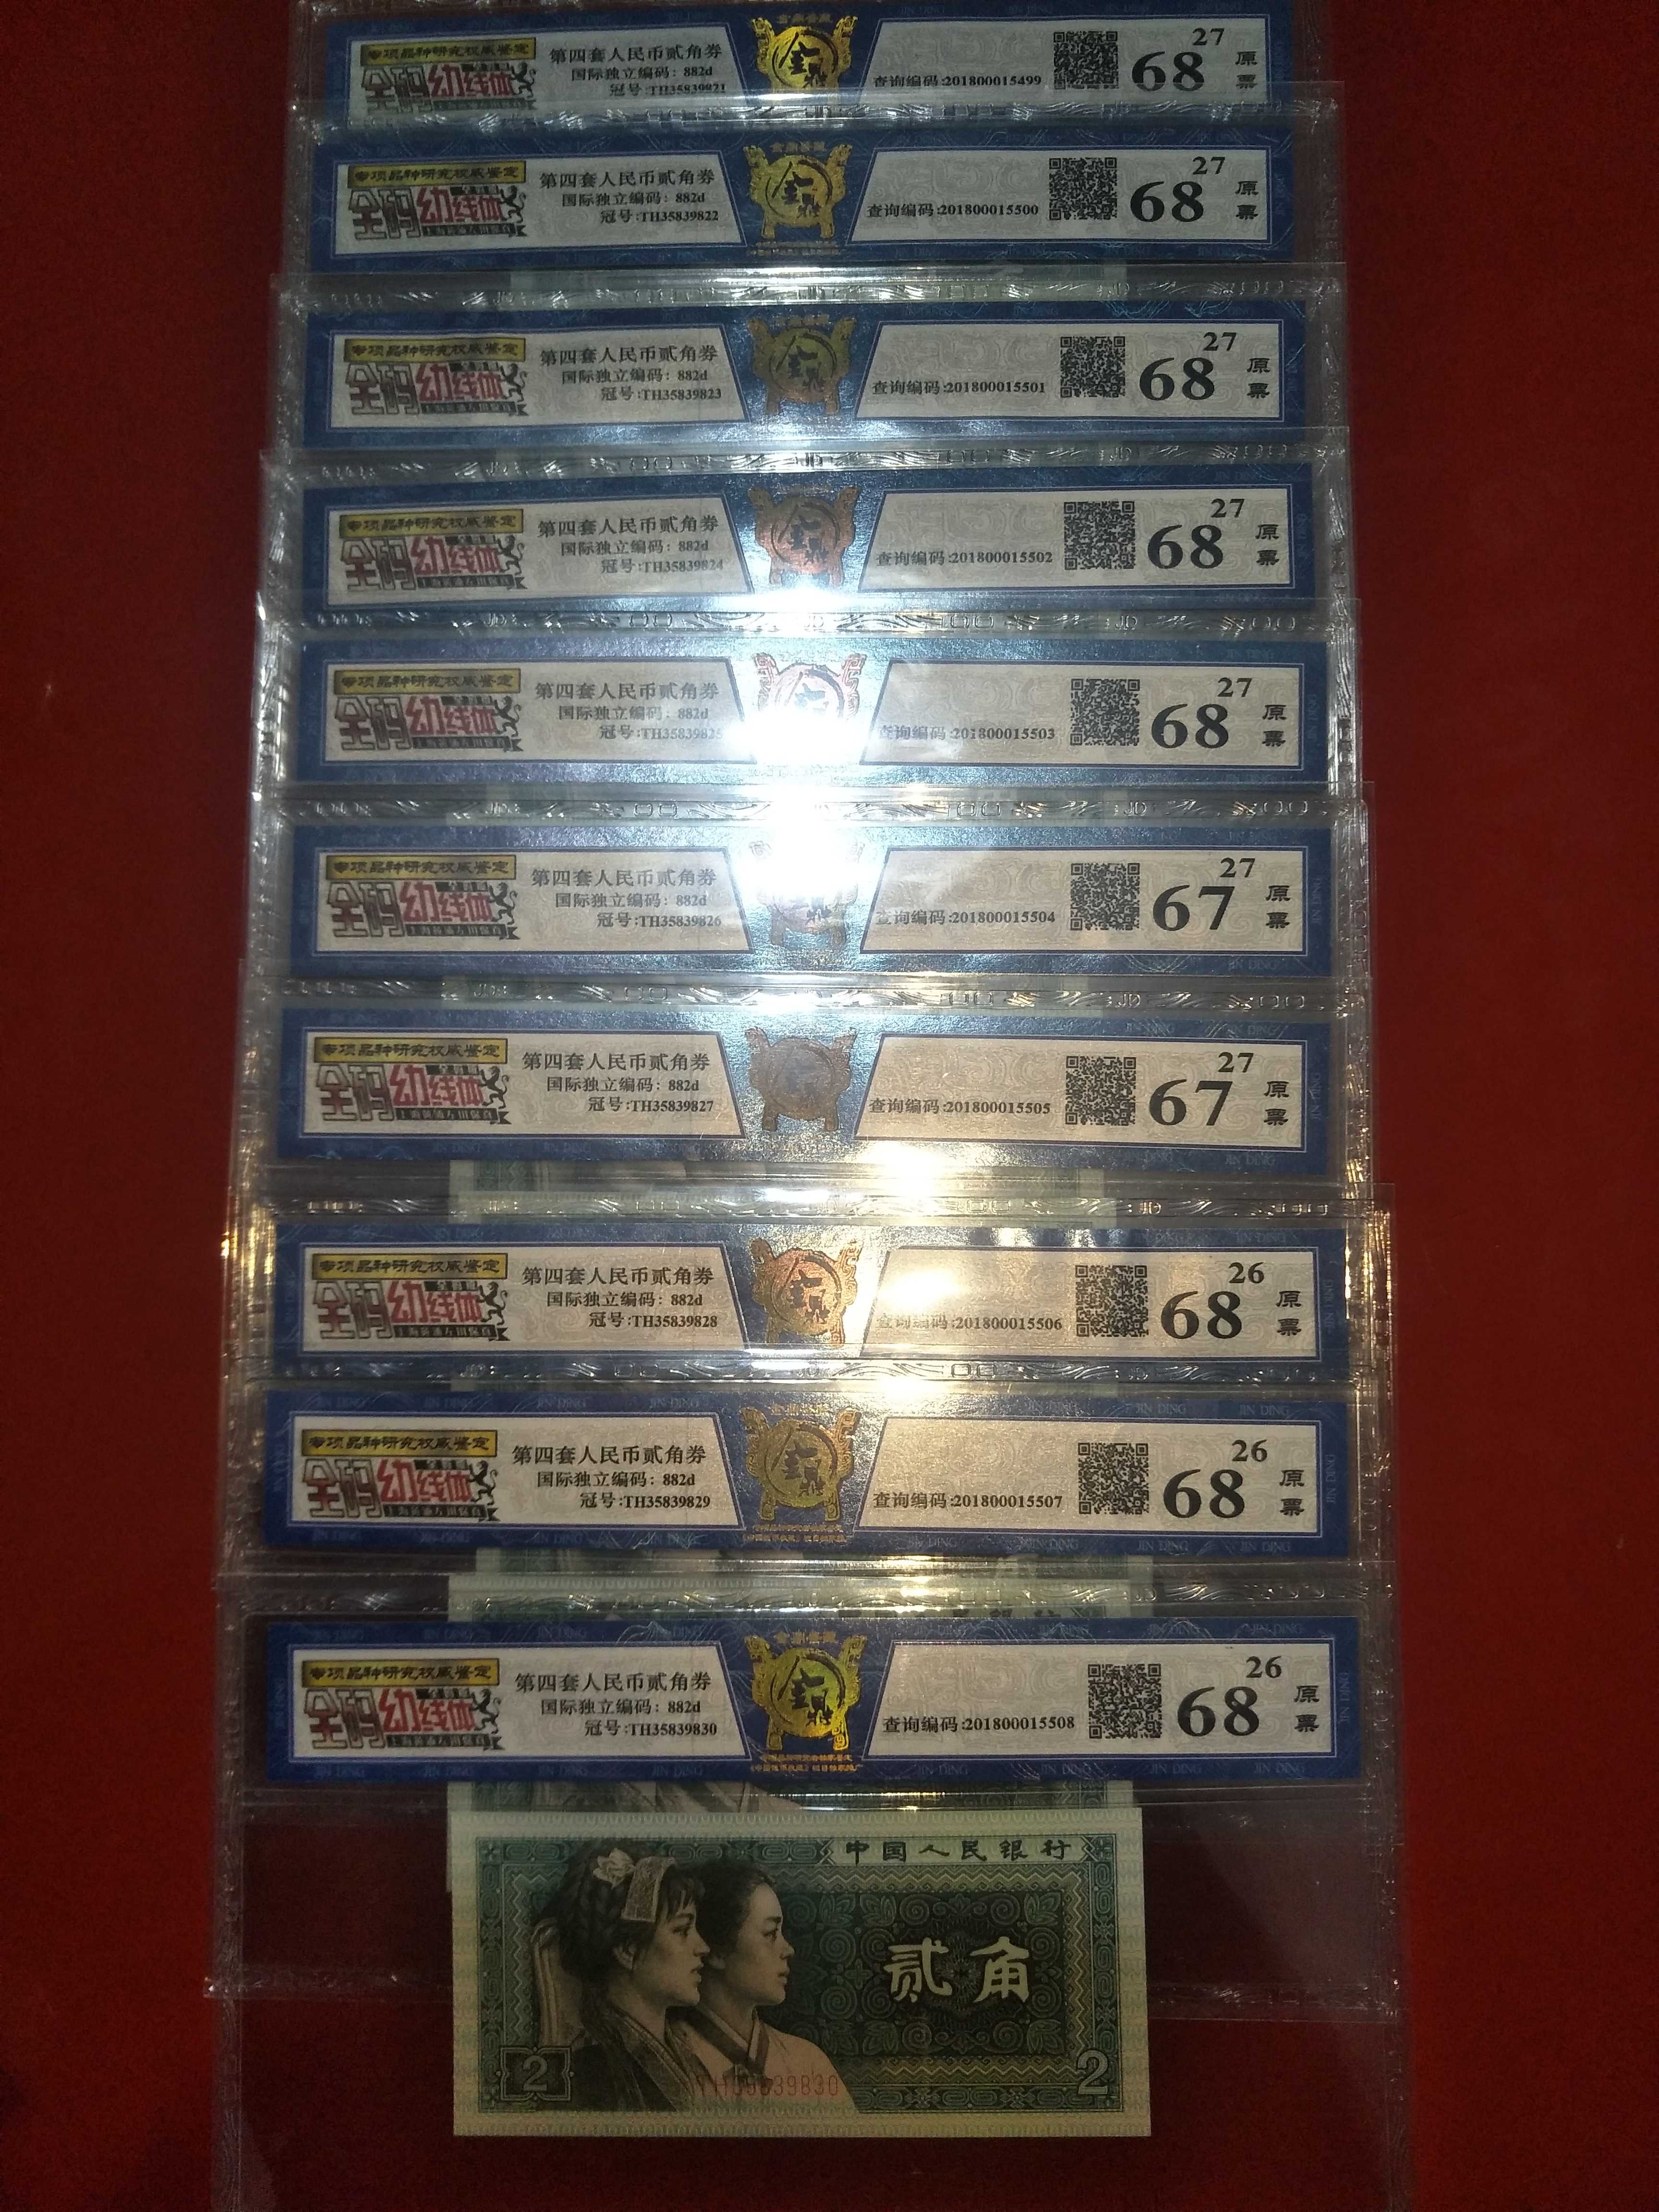 专项品种研究权威鉴定
全码幼线体
第四套人民币贰角券
国际独立编码：882d
冠号:TH35839821
查询编码:201800015499
68
27
原票
专项品种研究权威鉴定
全码幼线体
第四套人民币贰角券
国际独立编码：882d
冠号:TH35839822
查询编码:201800015500
68
27
原票
专项品种研究权威鉴定
全码幼线体
第四套人民币贰角券
国际独立编码：882d
冠号:TH35839823
查询编码:201800015501
68
27
原票
专项品种研究权威鉴定
全码幼线体
第四套人民币贰角券
国际独立编码：882d
冠号:TH35839824
查询编码:201800015502
68
27
原票
专项品种研究权威鉴定
全码幼线体
第四套人民币贰角券
国际独立编码：882d
冠号:TH35839825
查询编码:201800015503
68
27
原票
专项品种研究权威鉴定
全码幼线体
第四套人民币贰角券
国际独立编码：882d
冠号:TH35839826
查询编码:201800015504
67
27
原票
专项品种研究权威鉴定
全码幼线体
第四套人民币贰角券
国际独立编码：882d
冠号:TH35839827
查询编码:201800015505
67
27
原票
专项品种研究权威鉴定
全码幼线体
第四套人民币贰角券
国际独立编码：882d
冠号:TH35839828
查询编码:201800015506
68
26
原票
专项品种研究权威鉴定
全码幼线体
第四套人民币贰角券
国际独立编码：882d
冠号:TH35839829
金鼎
查询编码:201800015507
68
26
原票
专项品种研究权威鉴定
全码幼线体
第四套人民币贰角券
国际独立编码：882d
冠号:TH35839830
金鼎
查询编码:201800015508
68
26
原票
JIN DING
中国人民银行
贰角
2
TH35839830
2